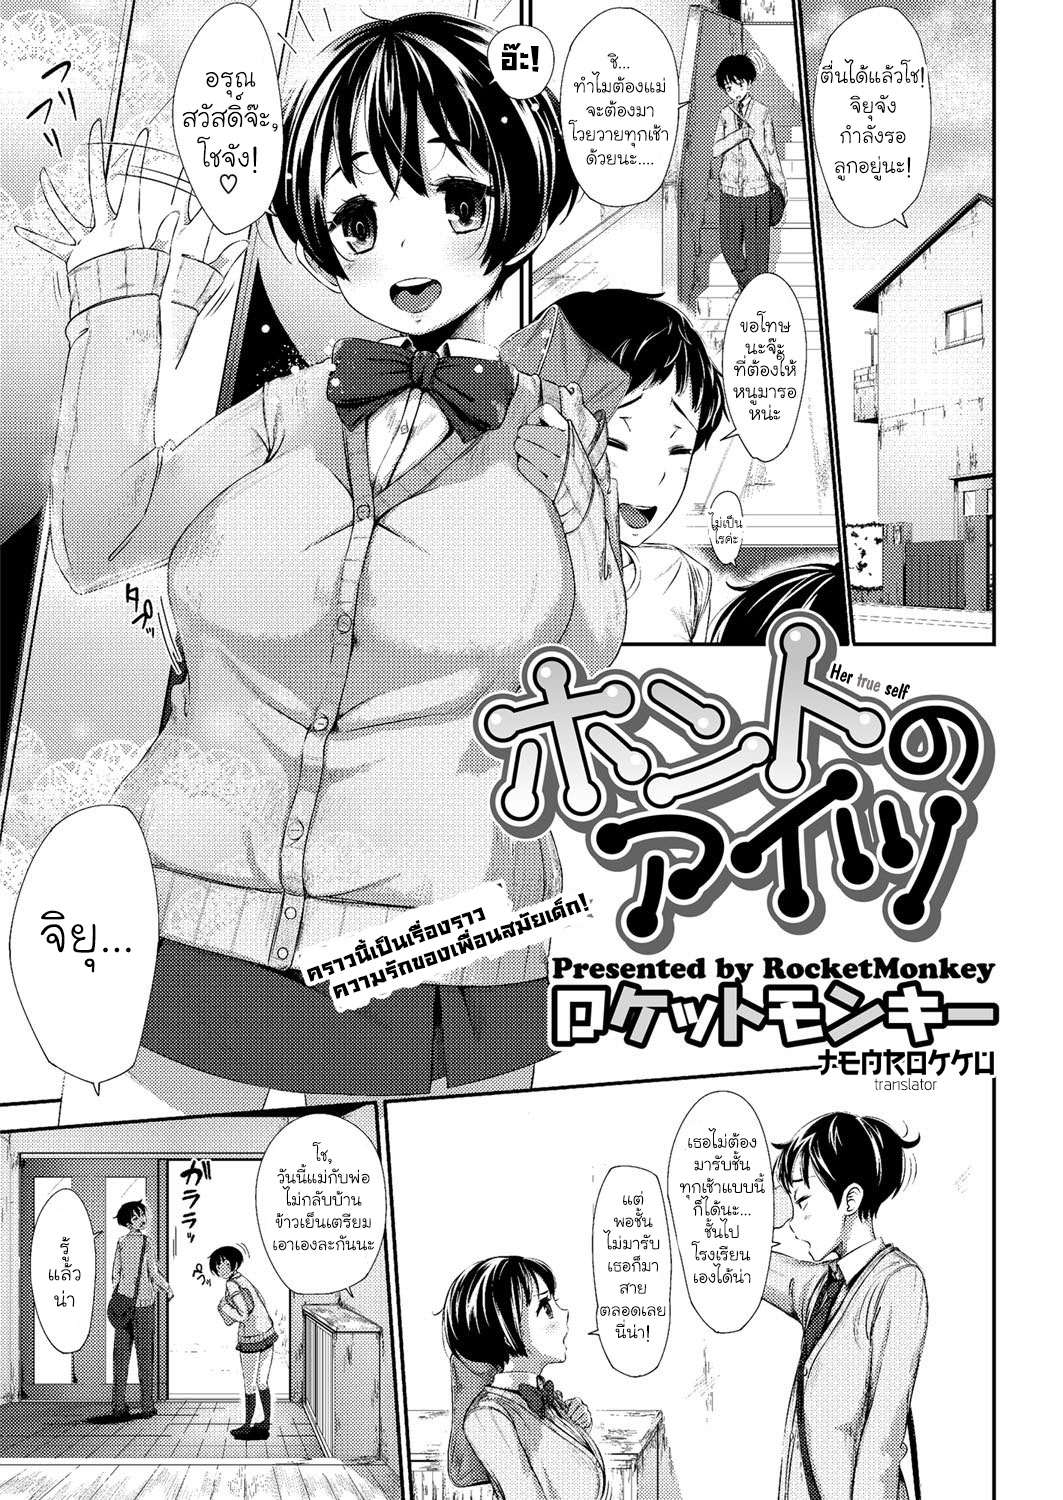 ตื่นได้แล้วโช!
จิยุจัง
กำลังรอ
ลูกอยู่นะ!
ชิ...
ทำไมต้องแม่
จะต้องมา
โวยวายทุกเช้า
ด้วยนะ....
ขอโทษ
นะจ๊ะ
ที่ต้องให้
หนูมารอ
หน่ะ
ไม่เป็น
ไรค่ะ
อ๊ะ!
อรุณ
สวัสดิ์จ๊ะ,
โชจัง!
♡
จิยุ...
Her true self
ホントの
アイツ
คราวนี้เป็นเรื่องราว
ความรักของเพื่อนสมัยเด็ก!
Presented by RocketMonkey
ロケットモンキー
TEAROKKU
translator
เธอไม่ต้อง
มารับชั้น
ทุกเช้าแบบนี้
ก็ได้นะ...
ชั้นไป
โรงเรียน
เองได้น่า
แต่
พอชั้น
ไม่มารับ
เธอก็มา
สาย
ตลอดเลย
นี่น่า!
โช,
วันนี้แม่กับพ่อ
ไม่กลับบ้าน
ข้าวเย็นเตรียม
เอาเองละกันนะ
ガララッ
รู้
แล้ว
น่า